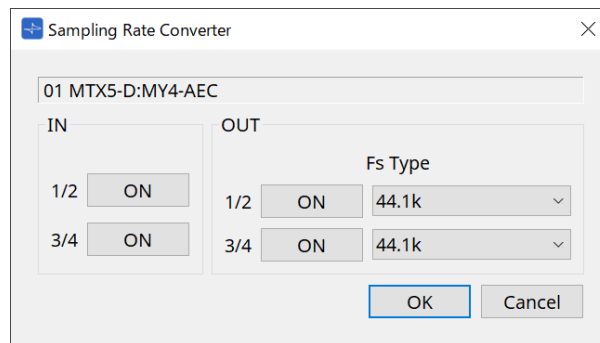 Sampling Rate Converter
01 MTX5-D:MY4-AEC
IN
1/2 ON
3/4 ON
OUT
Fs Type
1/2 ON 44.1k
3/4 ON 44.1k
OK Cancel